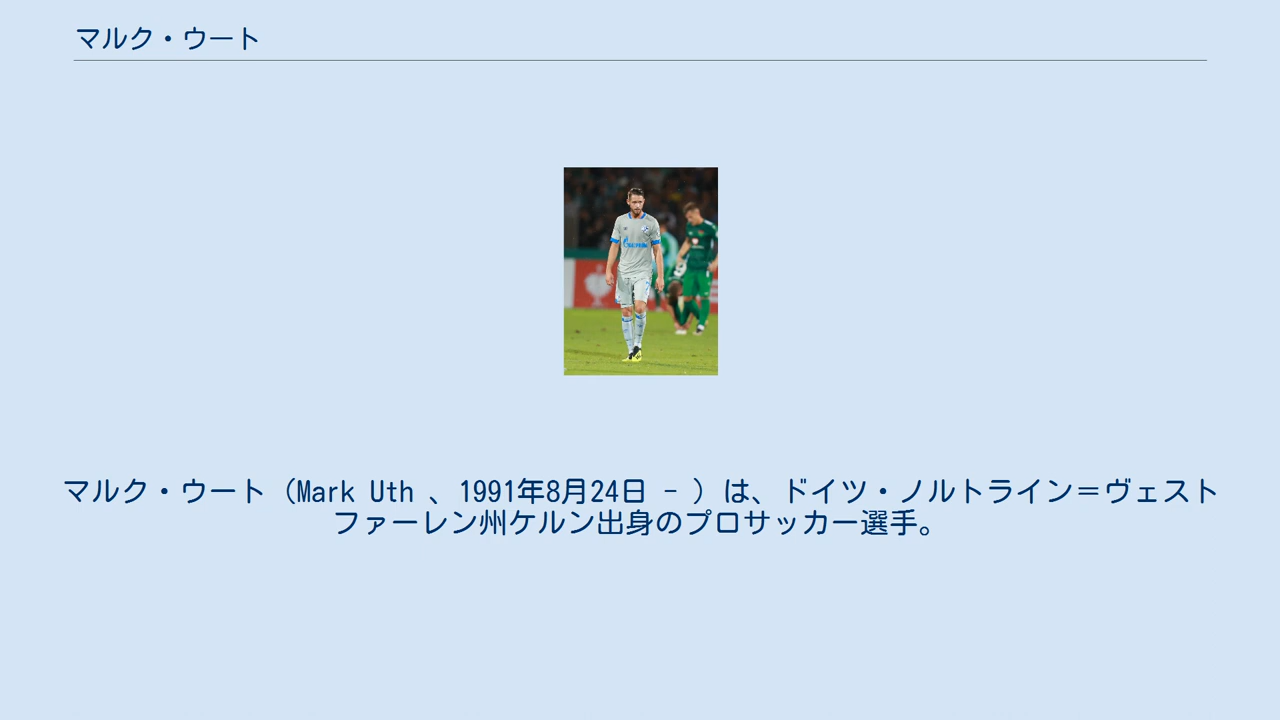 マルク・ウート
マルク・ウート（Mark Uth 、1991年8月24日 - ）は、ドイツ・ノルトライン＝ヴェスト
ファーレン州ケルン出身のプロサッカー選手。